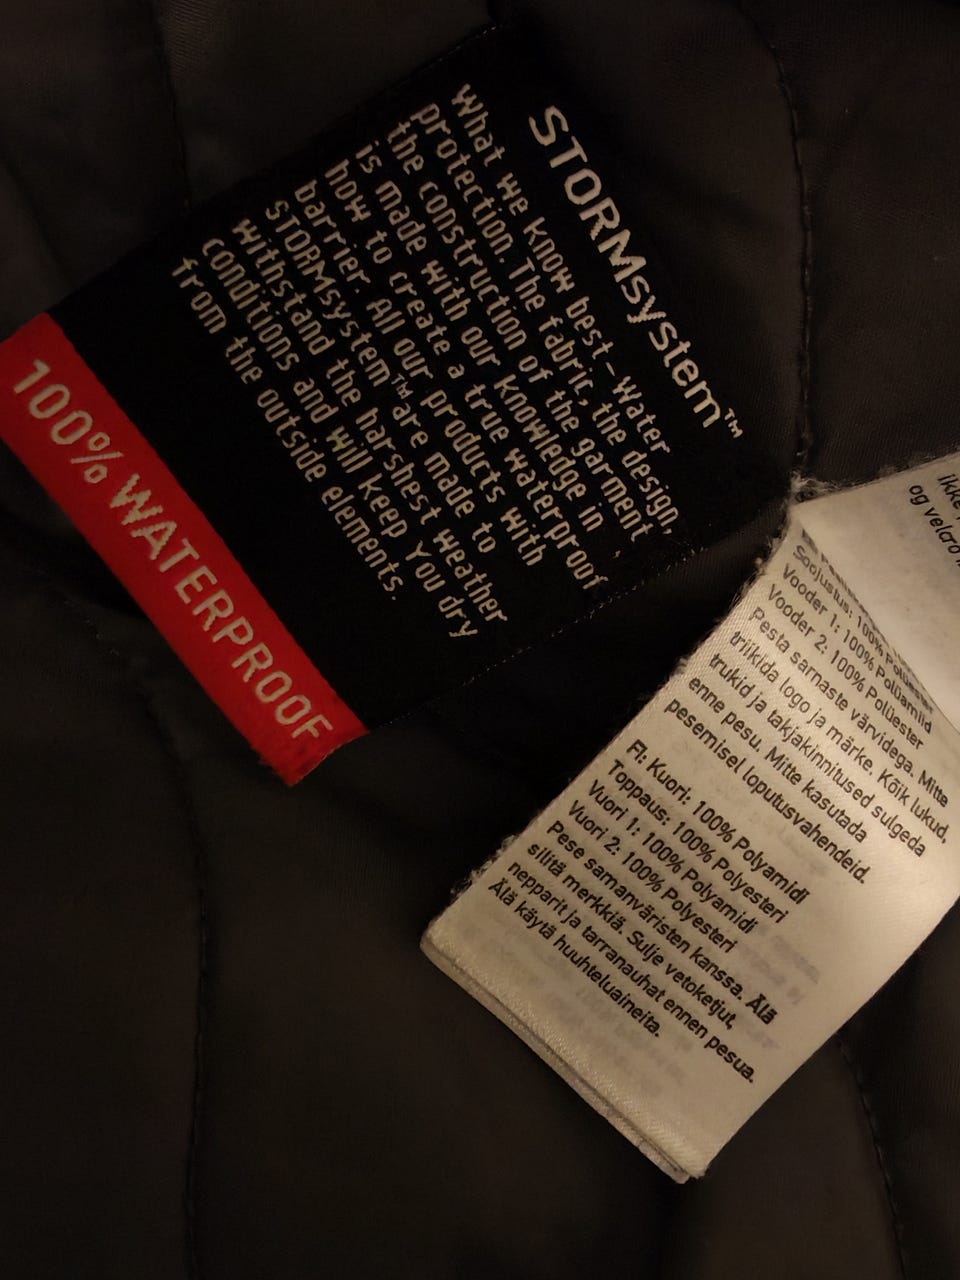 STORMsystem™
What we know best-Water
protection. The fabric, the design,
the construction of the garment
is made with our knowledge in
how to create a true waterproof
barrier. All our products with
STORMsystem™ are made to
withstand the harshest weather
conditions and will keep you dry
from the outside elements.
100% WATERPROOF
ikke
og velcro
Soojustus: 100% Polüester
Vooder 1: 100% Polüamiid
Vooder 2: 100% Polüester
Pesta sarnaste värvidega. Mitte
triikida logo ja märke. Kõik lukud,
trukid ja takjakinnitused sulgeda
enne pesu. Mitte kasutada
pesemisel loputusvahendeid.
FI: Kuori: 100% Polyamidi
Toppaus: 100% Polyesteri
Vuori 1: 100% Polyamidi
Vuori 2: 100% Polyesteri
Pese samanväristen kanssa. Älä
silitä merkkiä. Sulje vetoketjut,
nepparit ja tarranauhat ennen pesua.
Älä käytä huuhteluaineita.